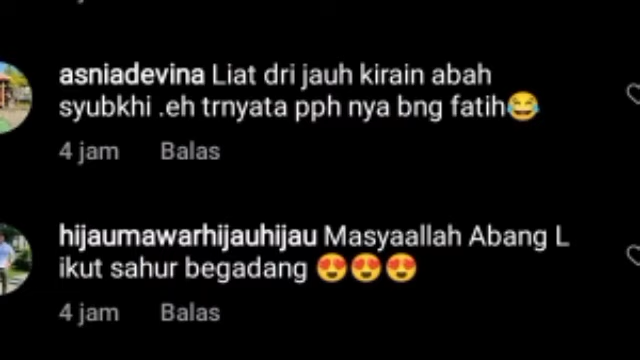 asniadevina Liat dri jauh kirain abah
syubkhi .eh trnyata pph nya bng fatih😂
4 jam Balas
hijaumawarhijauhijau Masyaallah Abang L
ikut sahur begadang 😍😍😍
4 jam Balas